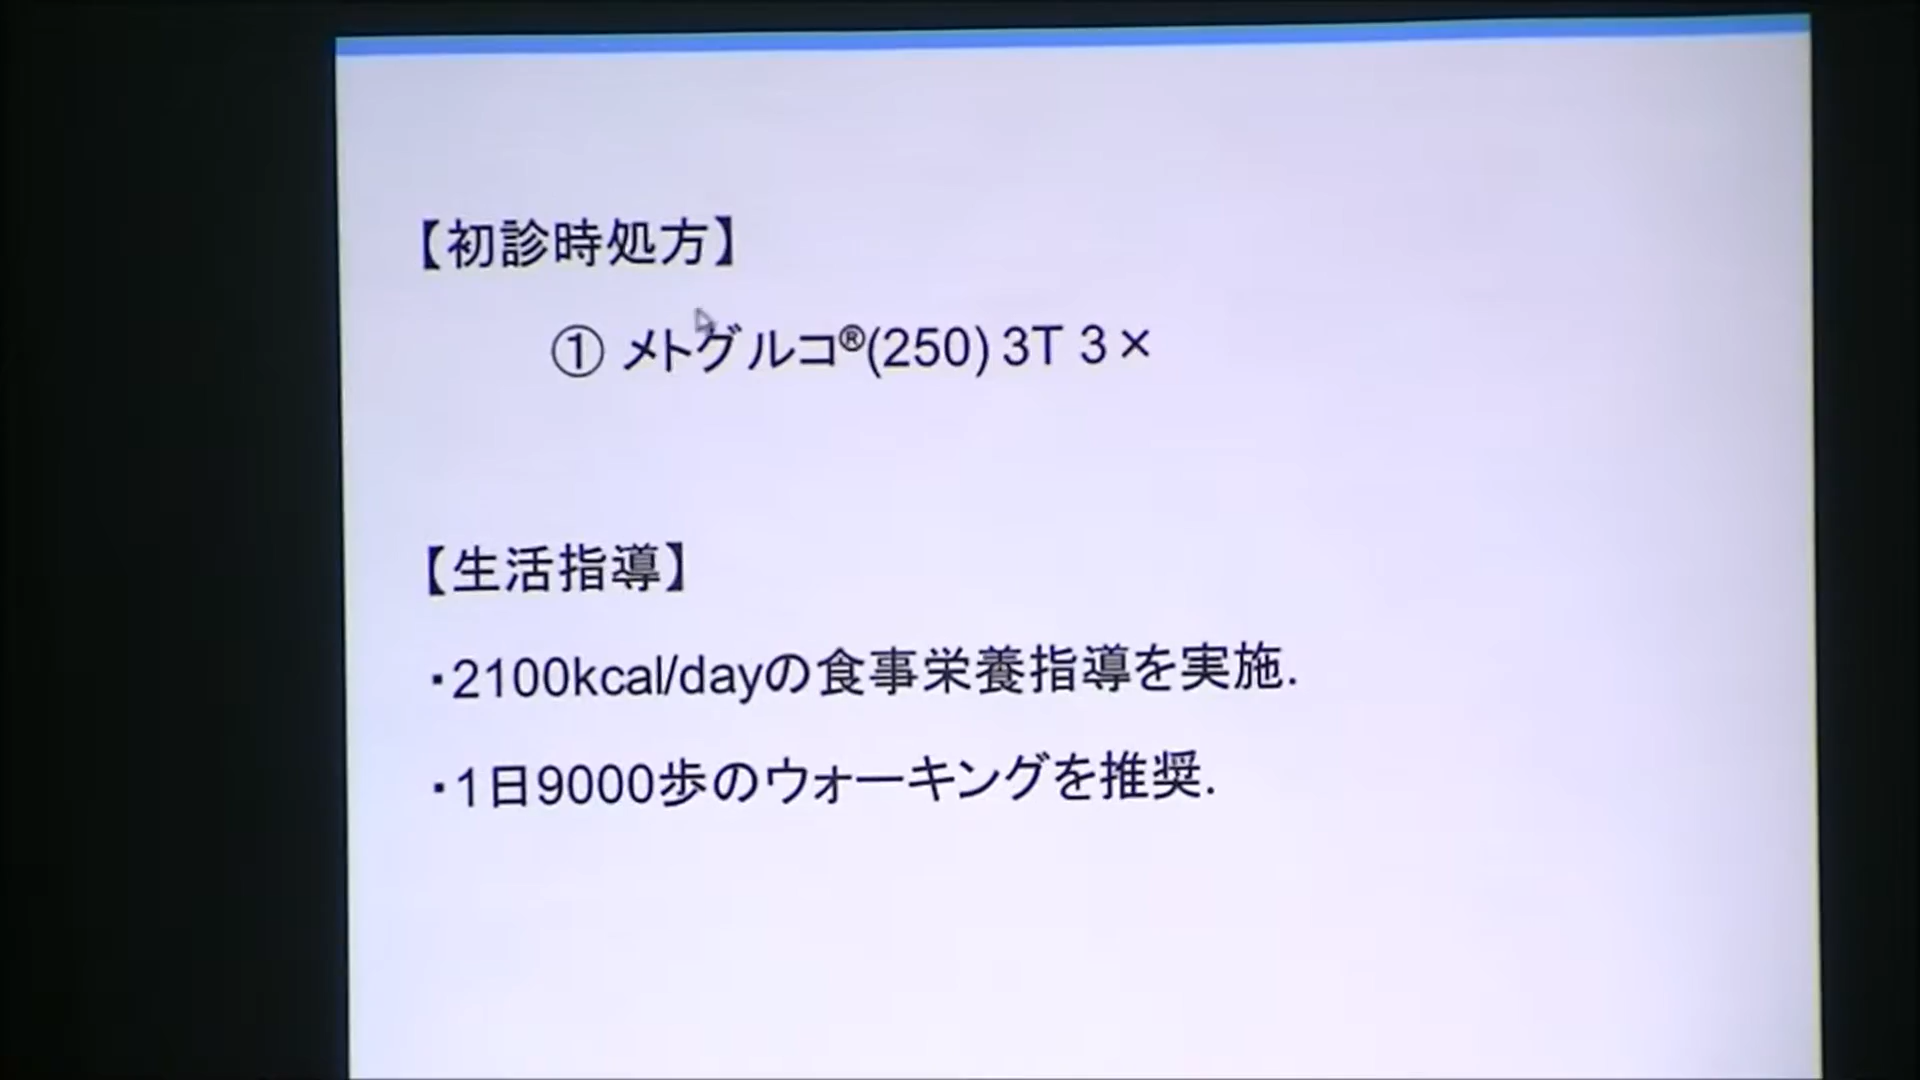 【初診時処方】
① メトグルコ®(250) 3T 3×
【生活指導】
・2100kcal/dayの食事栄養指導を実施.
・1日9000歩のウォーキングを推奨.